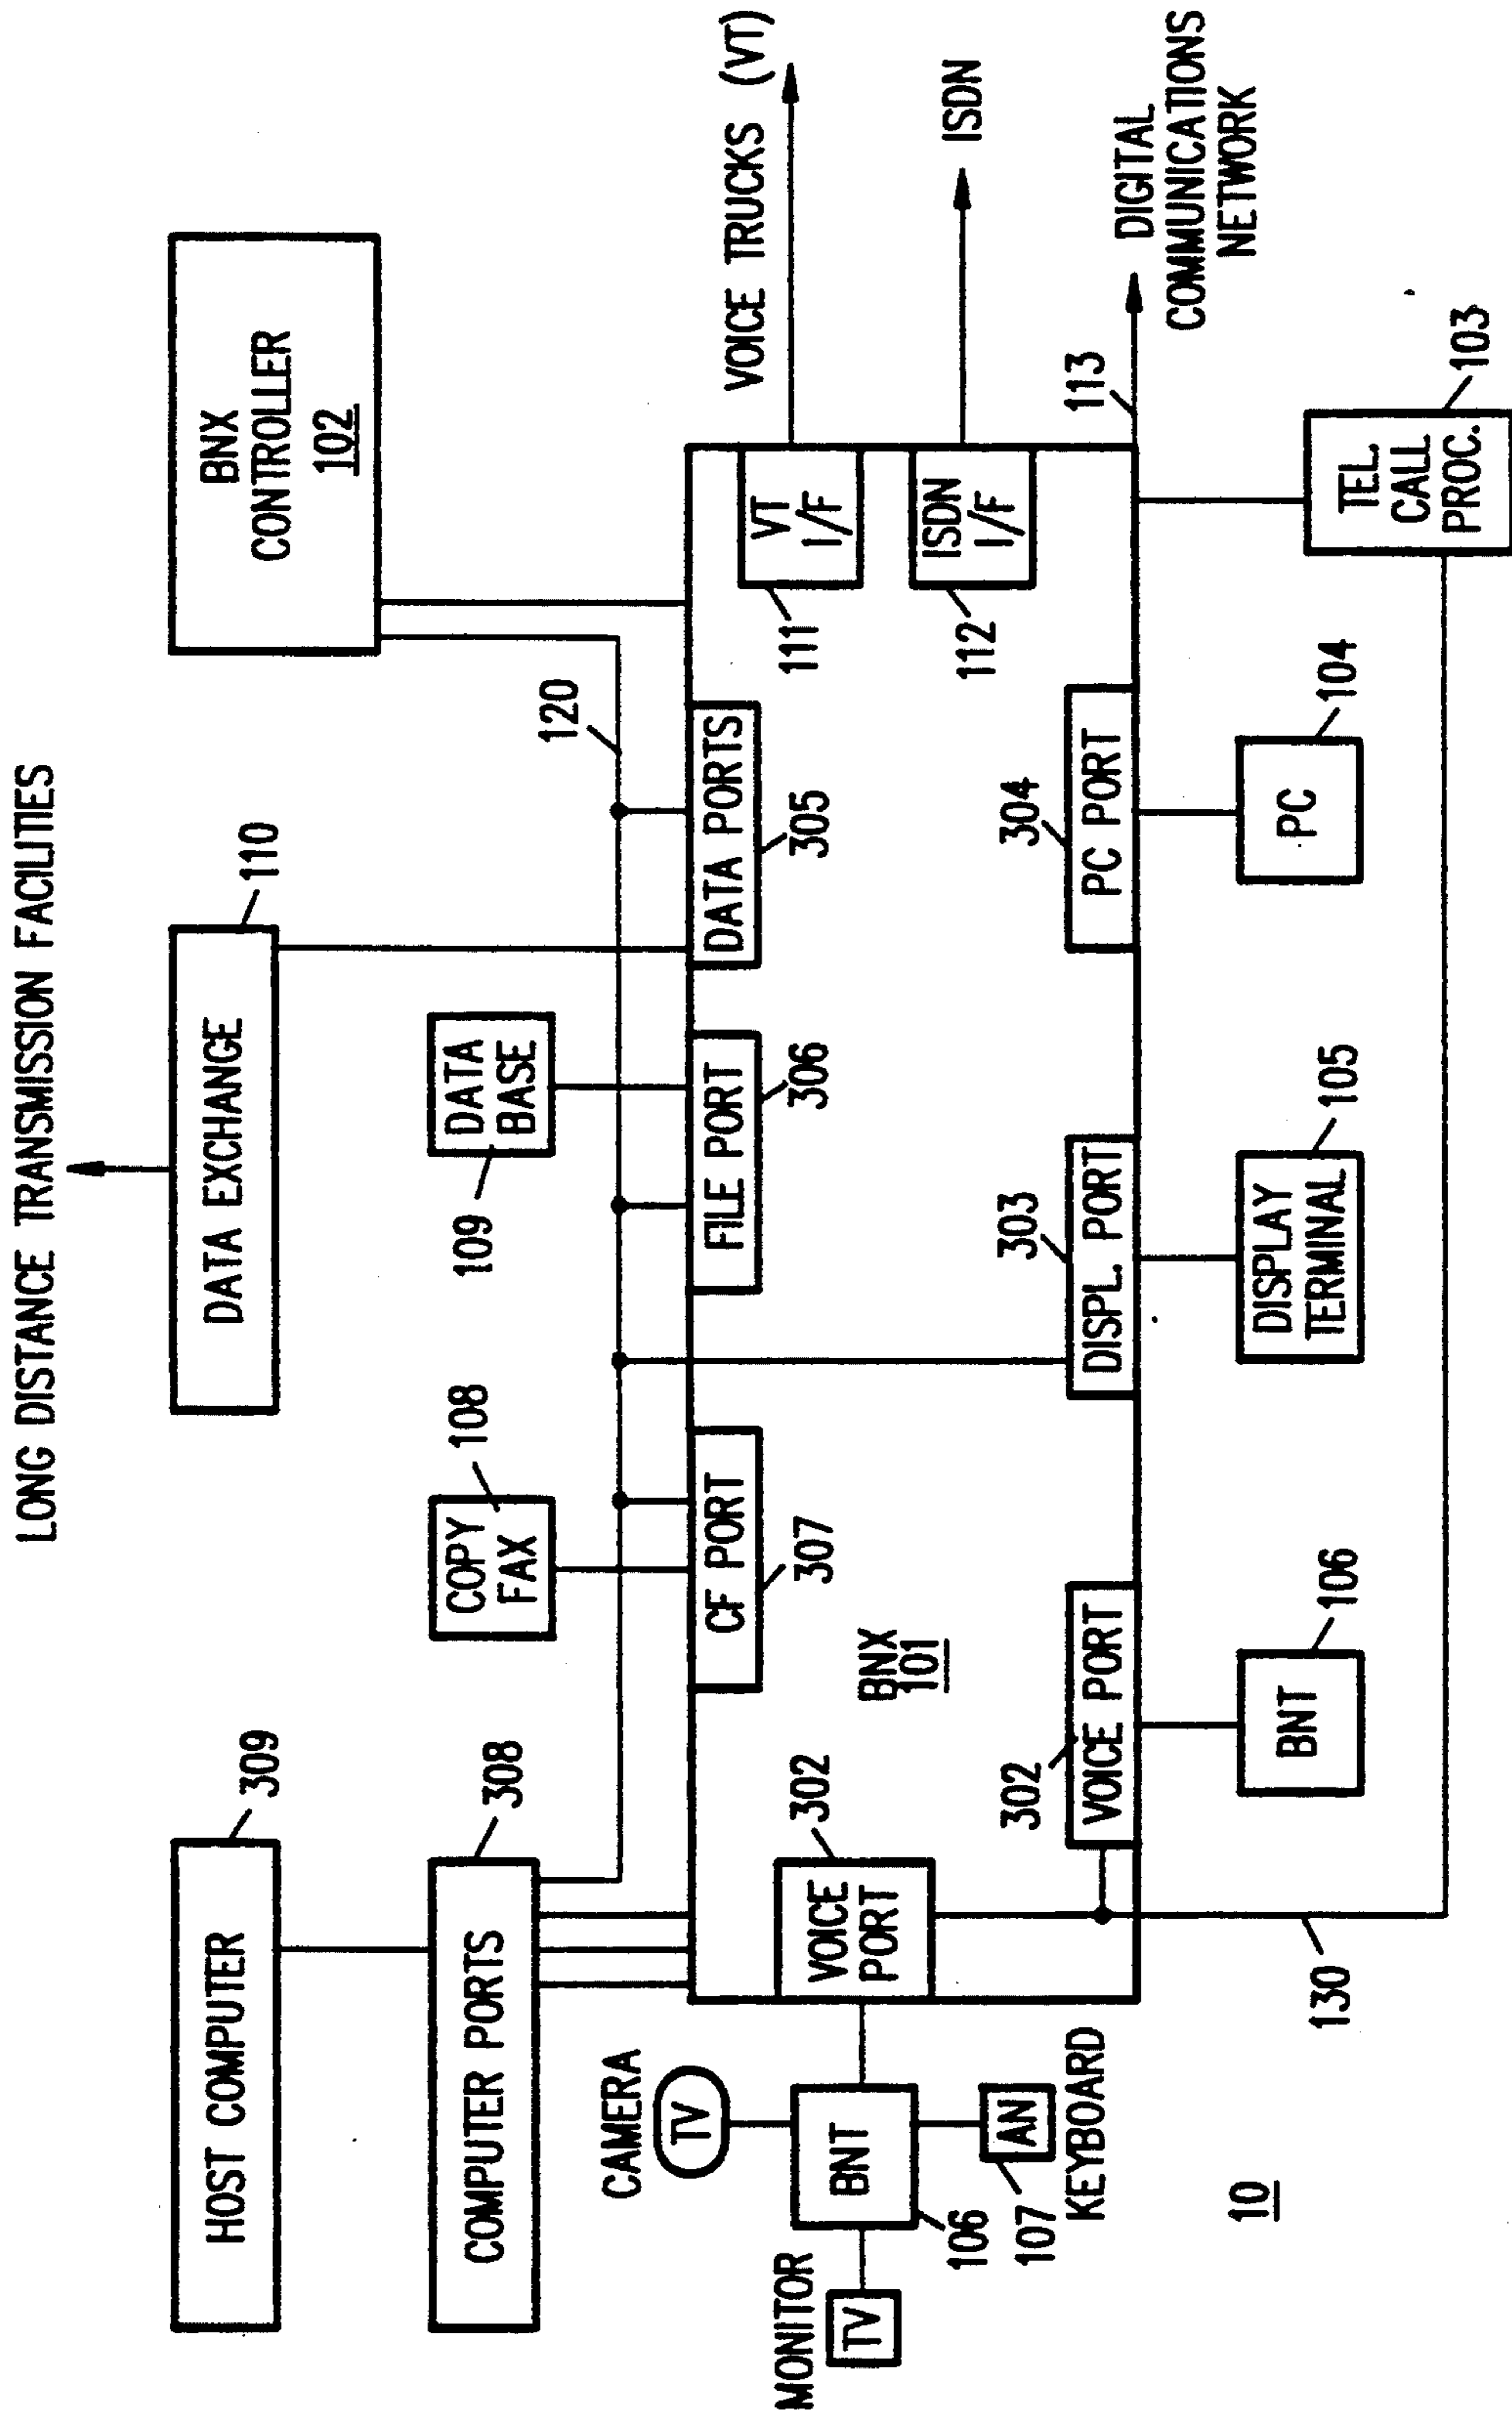 LONG DISTANCE TRANSMISSION FACILITIES
HOST COMPUTER
309
DATA EXCHANGE
110
BNX
CONTROLLER
102
COMPUTER PORTS
308
COPY
FAX
108
DATA
BASE
109
120
CF PORT
307
FILE PORT
306
DATA PORTS
305
CAMERA
TV
MONITOR
TV
BNT
106
AN
107
KEYBOARD
VOICE
PORT
302
BNX
101
VT
I/F
111
VOICE TRUCKS (VT)
ISDN
I/F
112
ISDN
302
VOICE PORT
303
DISPL. PORT
304
PC PORT
113
DIGITAL
COMMUNICATIONS
NETWORK
BNT
106
DISPLAY
TERMINAL
105
PC
104
TEL.
CALL
PROC.
103
130
10